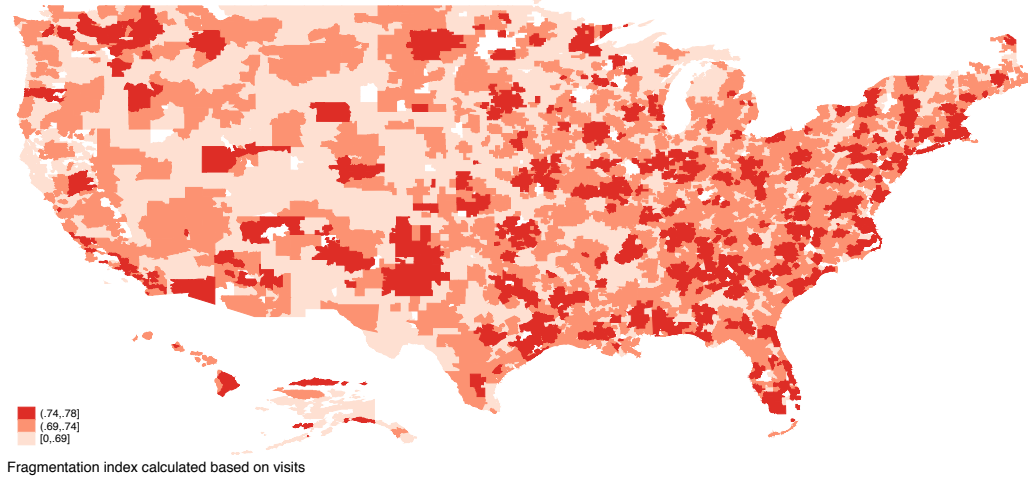 (.74,.78]
(.69,.74]
[0,.69]
Fragmentation index calculated based on visits